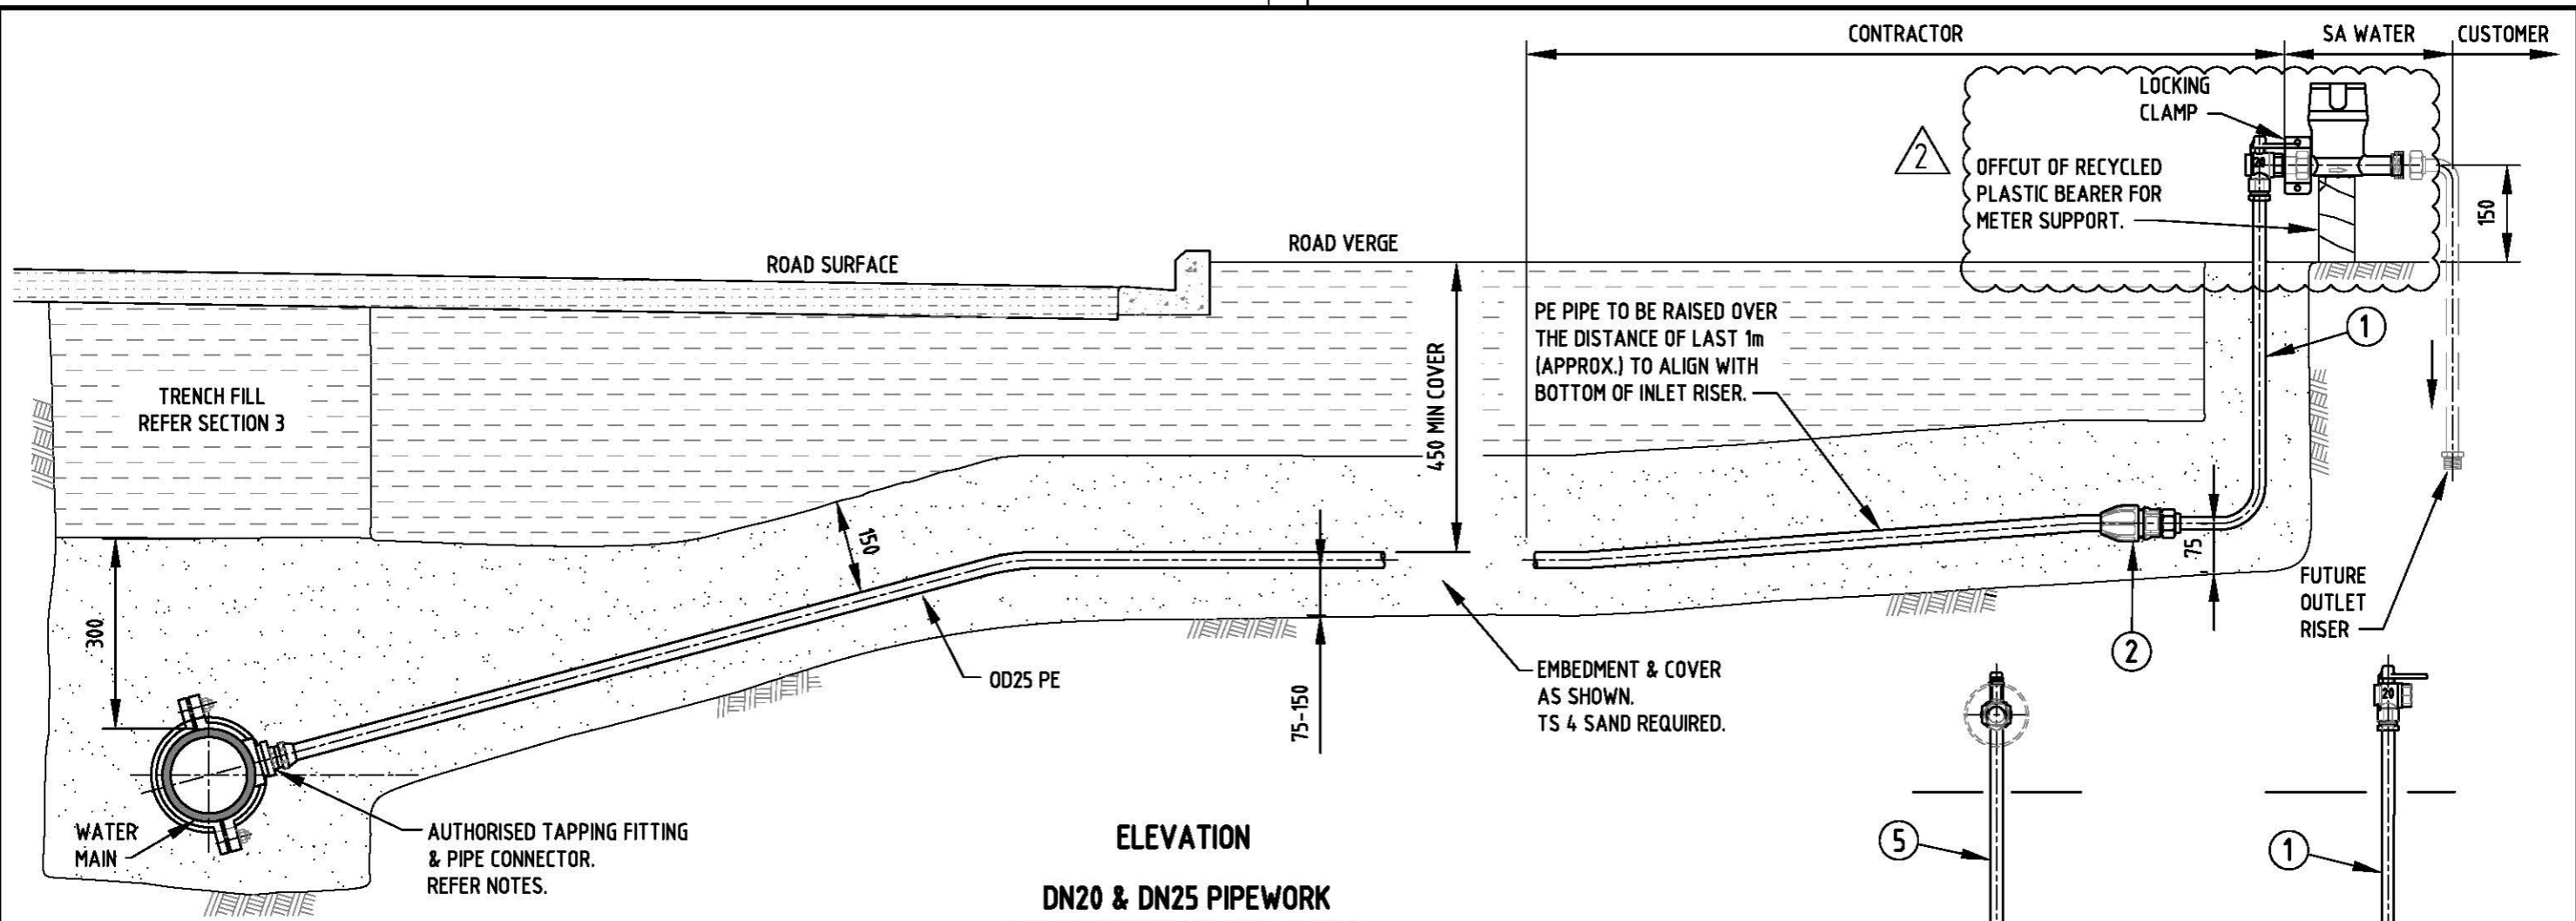 CONTRACTOR
SA WATER
CUSTOMER
LOCKING
CLAMP
2
OFFCUT OF RECYCLED
PLASTIC BEARER FOR
METER SUPPORT.
20
150
ROAD VERGE
ROAD SURFACE
PE PIPE TO BE RAISED OVER
THE DISTANCE OF LAST 1m
(APPROX.) TO ALIGN WITH
BOTTOM OF INLET RISER.
1
450 MIN COVER
TRENCH FILL
REFER SECTION 3
150
75
300
FUTURE
OUTLET
RISER
2
OD25 PE
75-150
EMBEDMENT & COVER
AS SHOWN.
TS 4 SAND REQUIRED.
20
WATER
MAIN
AUTHORISED TAPPING FITTING
& PIPE CONNECTOR.
REFER NOTES.
ELEVATION
DN20 & DN25 PIPEWORK
5
1